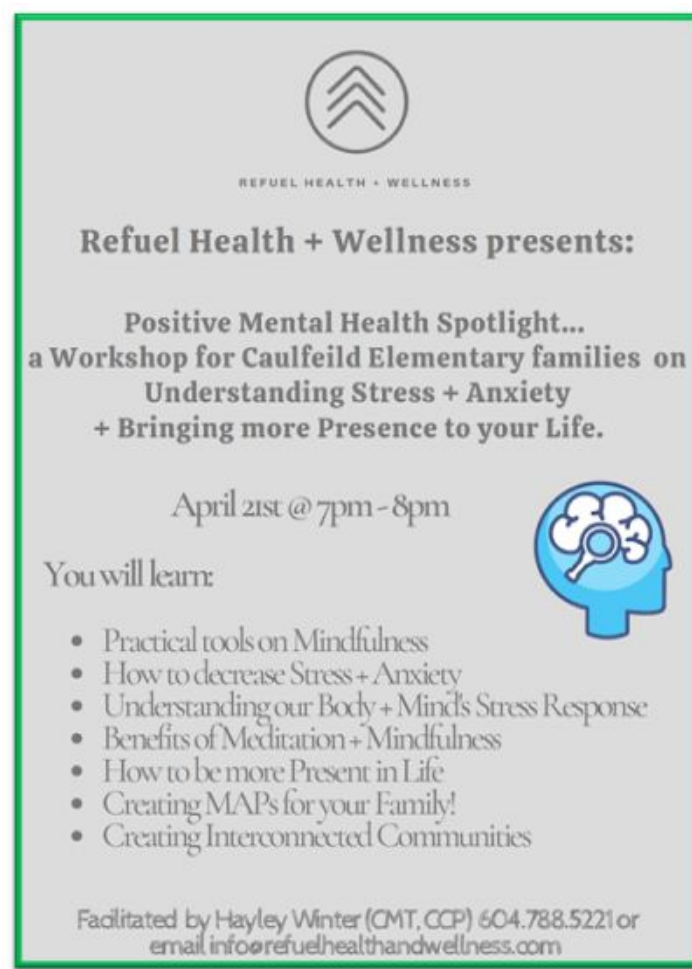 REFUEL HEALTH + WELLNESS
Refuel Health + Wellness presents:
Positive Mental Health Spotlight...
a Workshop for Caulfeild Elementary families on
Understanding Stress + Anxiety
+ Bringing more Presence to your Life.
April 21st @ 7pm - 8pm
You will learn:
• Practical tools on Mindfulness
• How to decrease Stress + Anxiety
• Understanding our Body + Mind's Stress Response
• Benefits of Meditation + Mindfulness
• How to be more Present in Life
• Creating MAPs for your Family!
• Creating Interconnected Communities
Facilitated by Hayley Winter (CMT, CCP) 604.788.5221 or
email info@refuelhealthandwellness.com